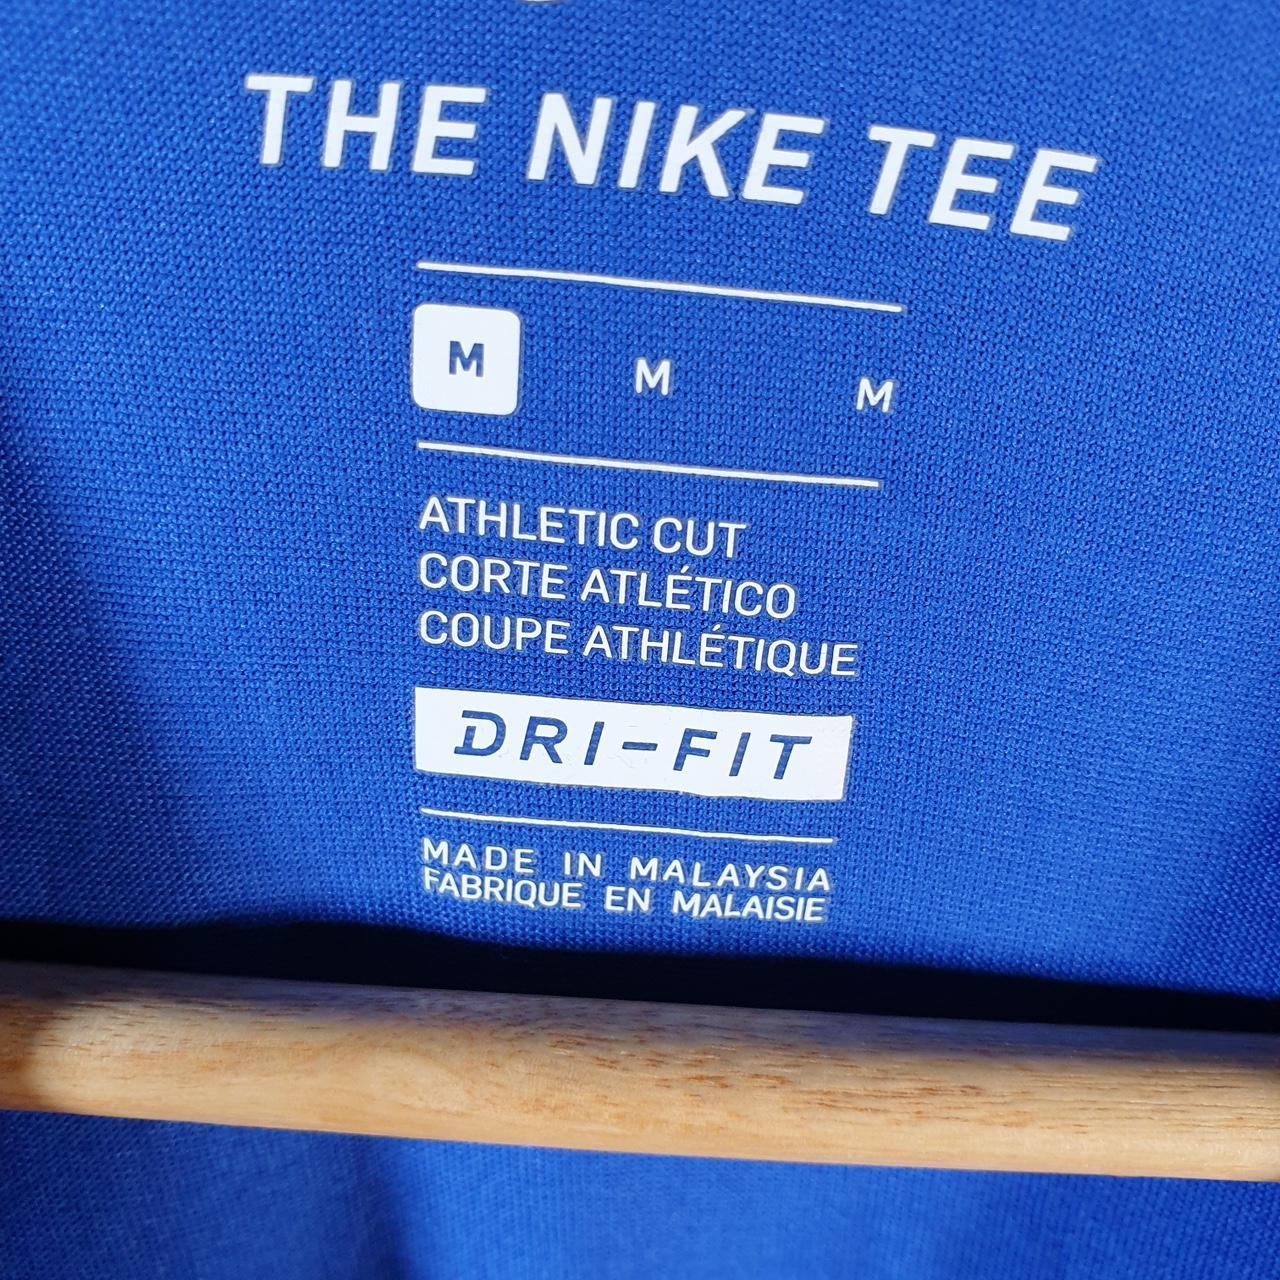 THE NIKE TEE
M M M
ATHLETIC CUT
CORTE ATLÉTICO
COUPE ATHLÉTIQUE
DRI-FIT
MADE IN MALAYSIA
FABRIQUE EN MALAISIE